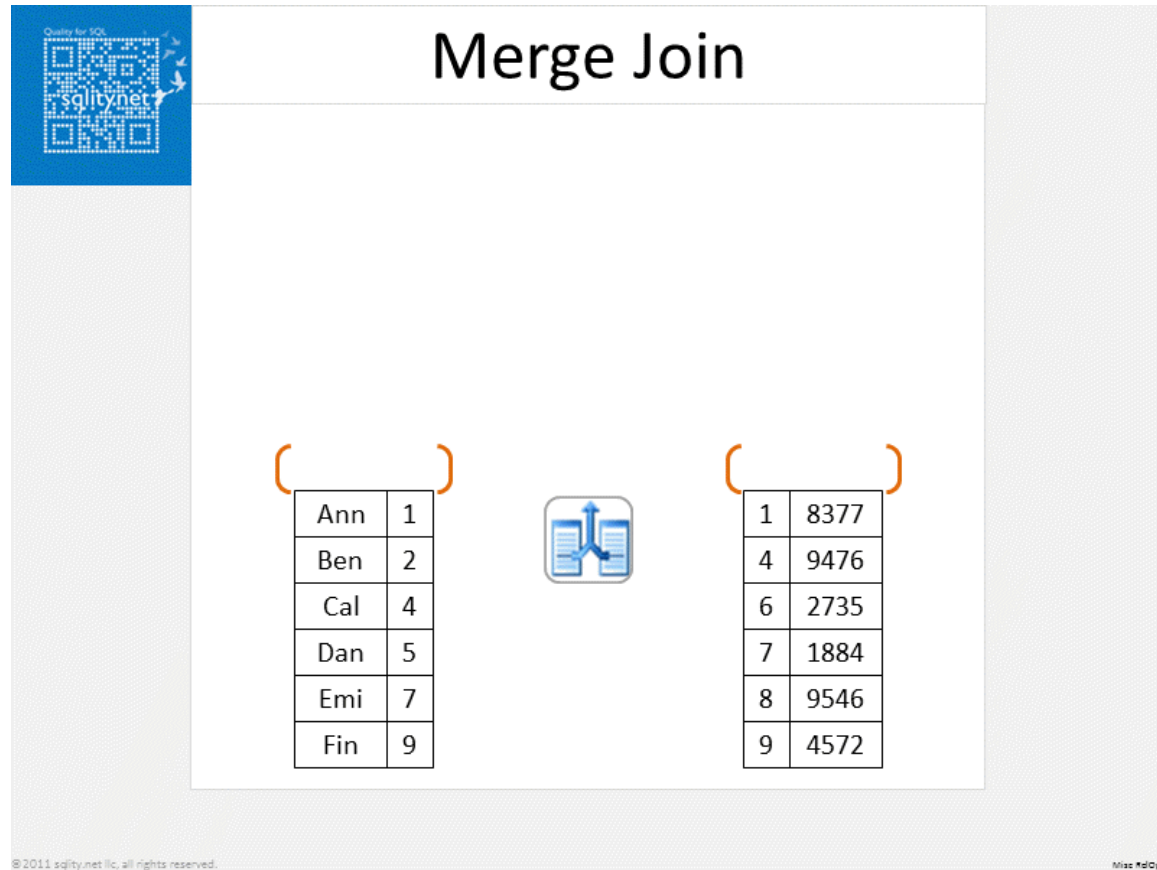 Quality for SQL
sqlity.net
Merge Join
Ann 1
Ben 2
Cal 4
Dan 5
Emi 7
Fin 9
1 8377
4 9476
6 2735
7 1884
8 9546
9 4572
©2011 sqlity.net llc, all rights reserved.
Misc RelOp